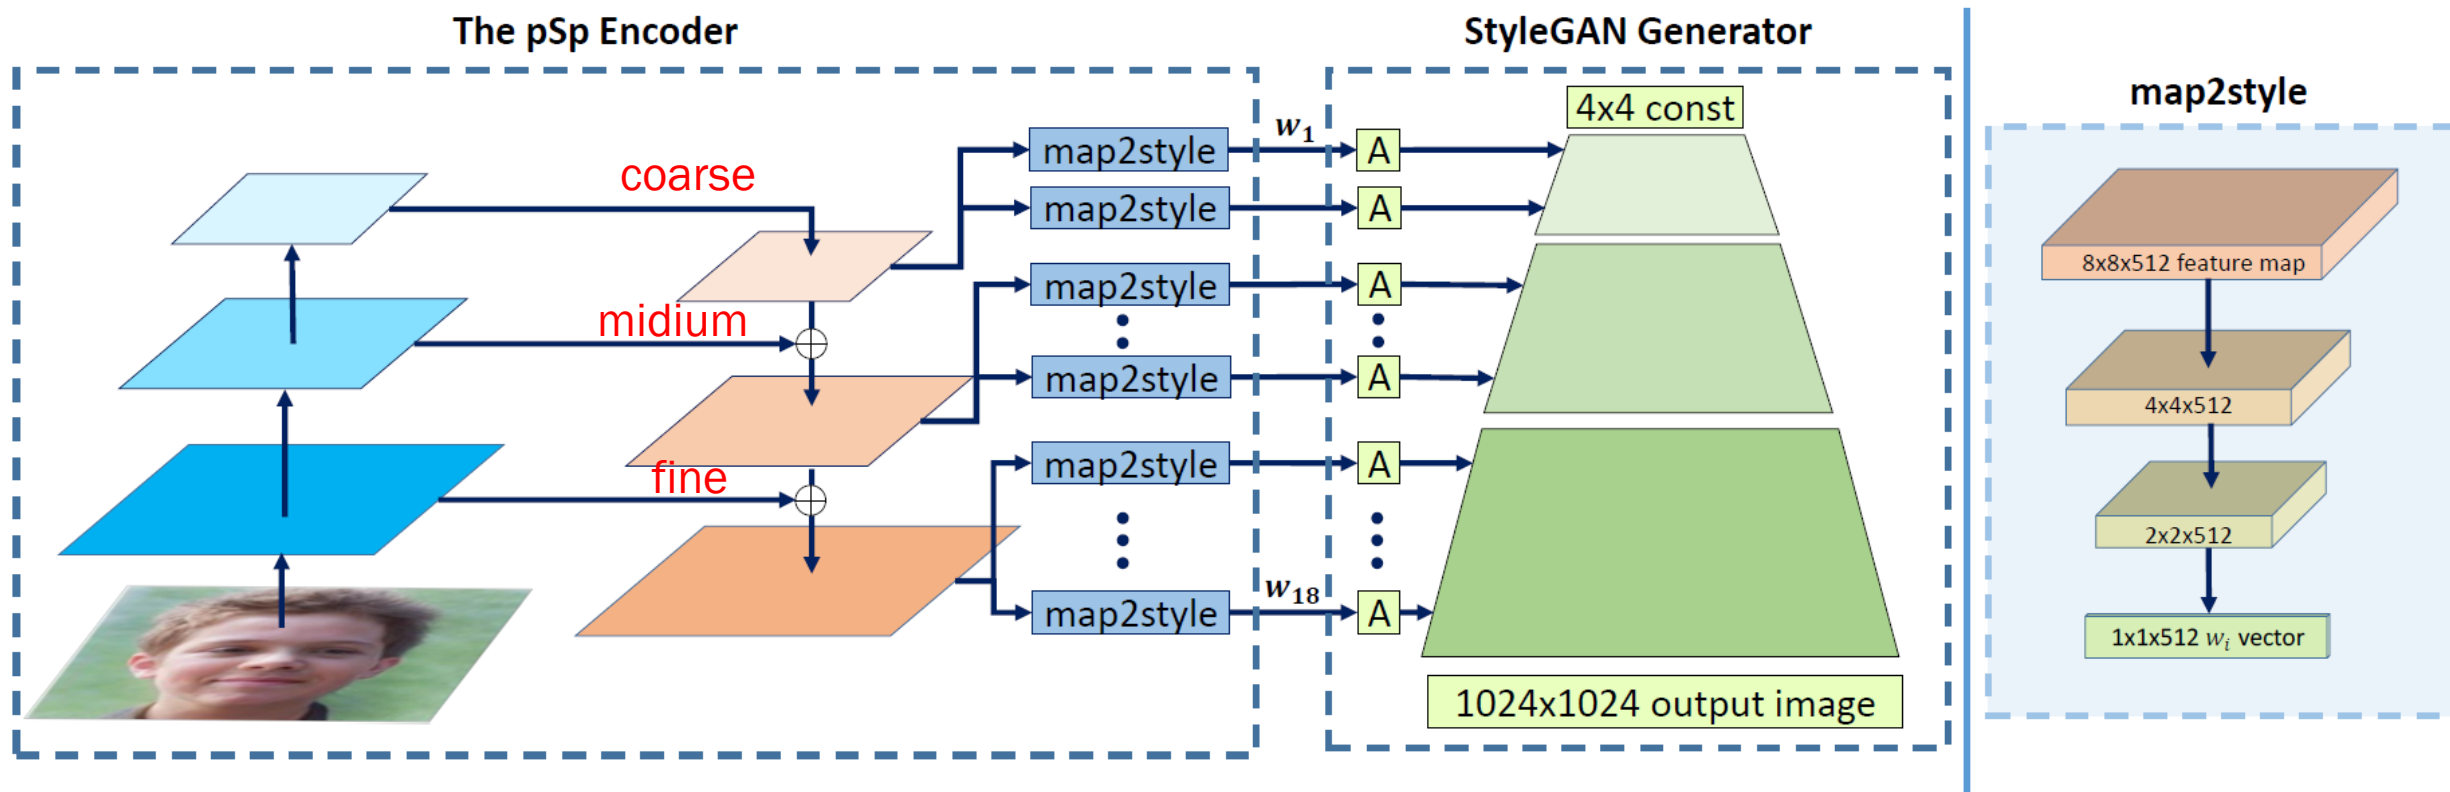 The pSp Encoder
StyleGAN Generator
map2style
coarse
midium
fine
map2style
map2style
map2style
map2style
map2style
map2style
w₁
w₁₈
A
A
A
A
A
A
4x4 const
1024x1024 output image
8x8x512 feature map
4x4x512
2x2x512
1x1x512 wᵢ vector